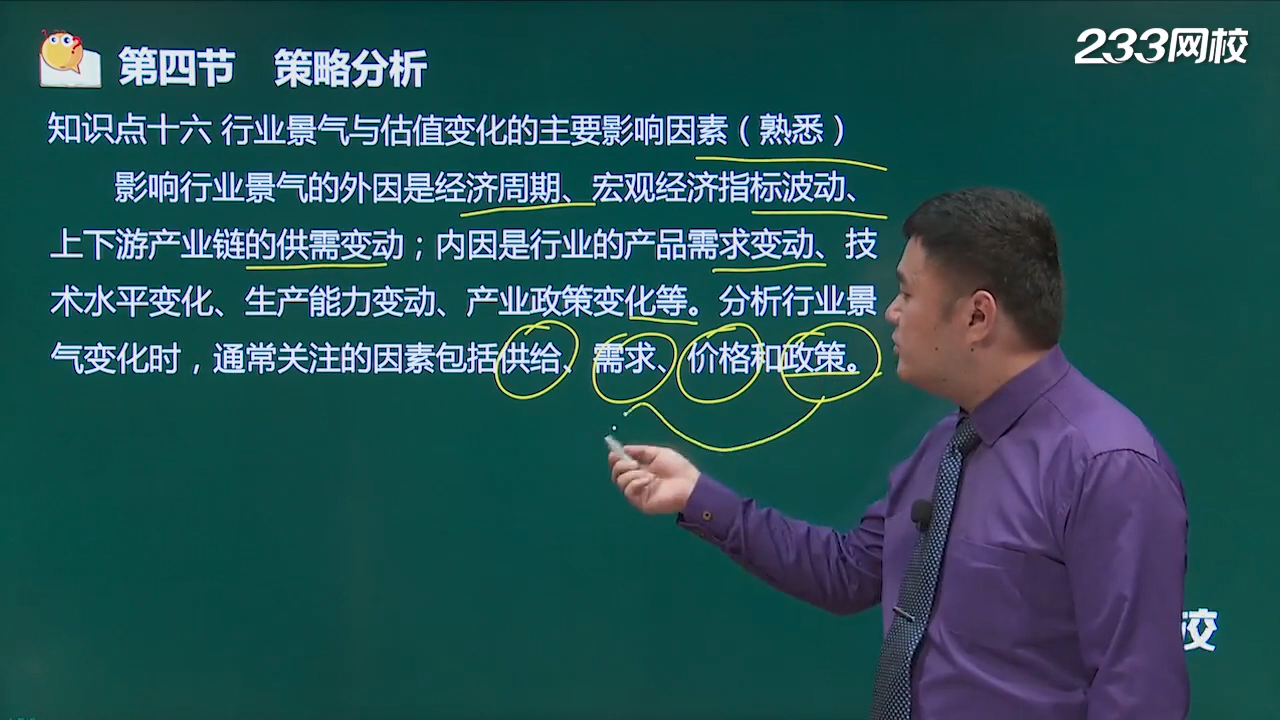 233网校
第四节 策略分析
知识点十六 行业景气与估值变化的主要影响因素（熟悉）
影响行业景气的外因是经济周期、宏观经济指标波动、
上下游产业链的供需变动；内因是行业的产品需求变动、技
术水平变化、生产能力变动、产业政策变化等。分析行业景
气变化时，通常关注的因素包括供给、需求、价格和政策。
校